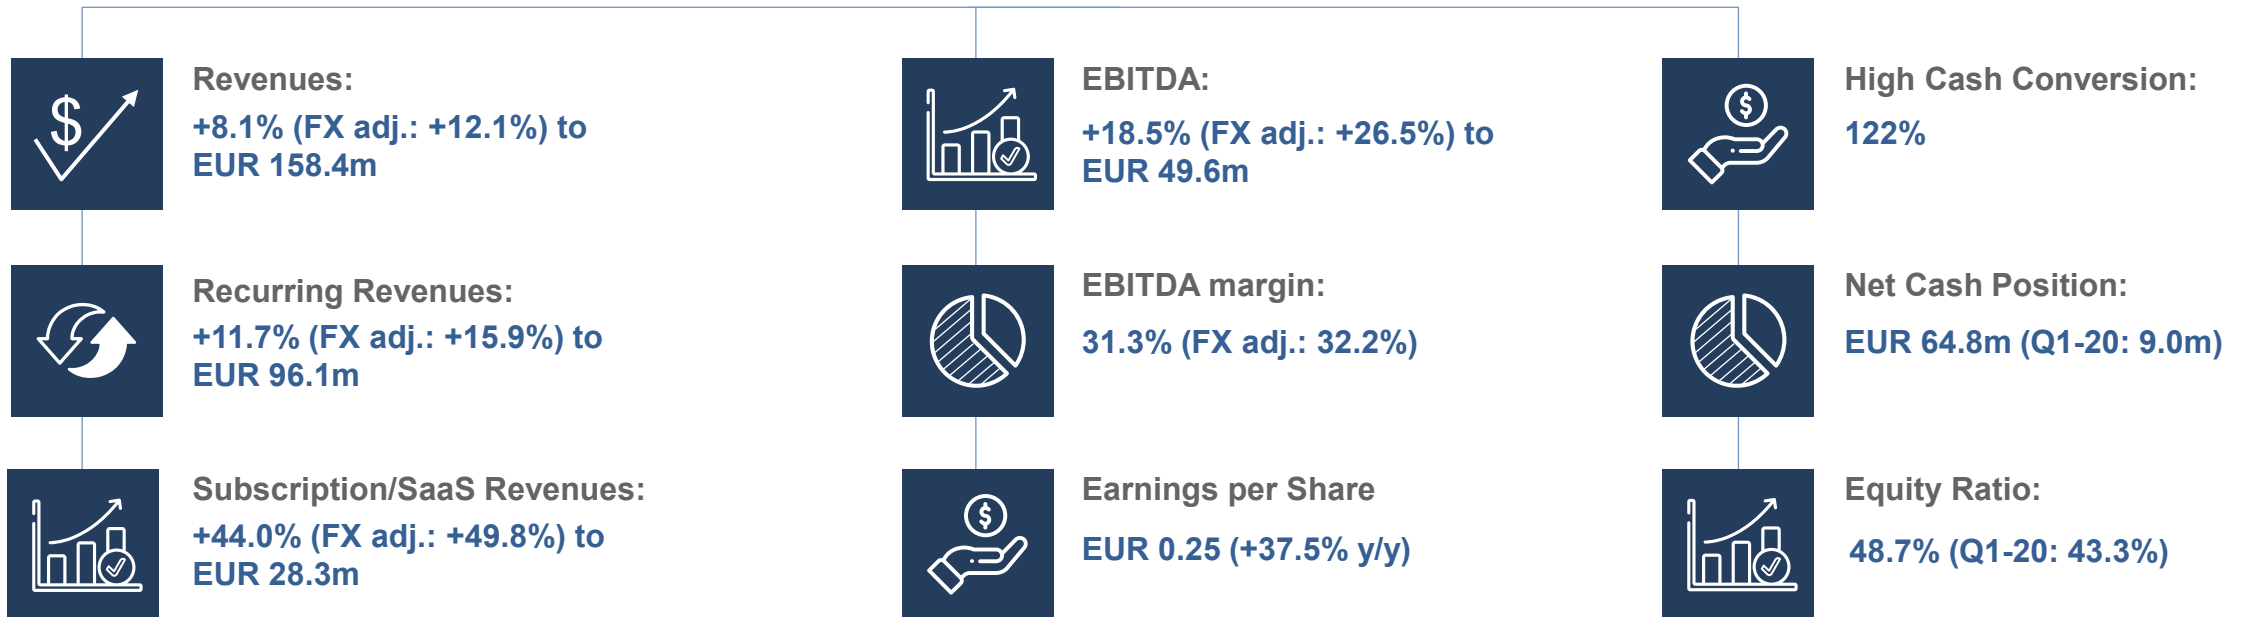 Revenues:
+8.1% (FX adj.: +12.1%) to
EUR 158.4m
Recurring Revenues:
+11.7% (FX adj.: +15.9%) to
EUR 96.1m
Subscription/SaaS Revenues:
+44.0% (FX adj.: +49.8%) to
EUR 28.3m
EBITDA:
+18.5% (FX adj.: +26.5%) to
EUR 49.6m
EBITDA margin:
31.3% (FX adj.: 32.2%)
Earnings per Share
EUR 0.25 (+37.5% y/y)
High Cash Conversion:
122%
Net Cash Position:
EUR 64.8m (Q1-20: 9.0m)
Equity Ratio:
48.7% (Q1-20: 43.3%)